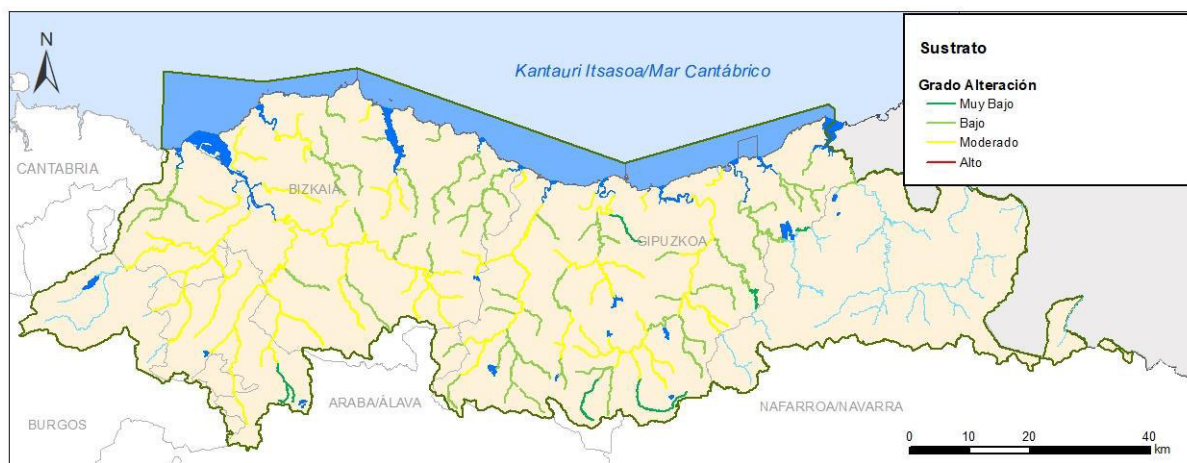 N
Kantauri Itsasoa/Mar Cantábrico
Sustrato
Grado Alteración
Muy Bajo
Bajo
Moderado
Alto
CANTABRIA
BIZKAIA
GIPUZKOA
ARABA/ÁLAVA
NAFARROA/NAVARRA
BURGOS
0 10 20 40
km